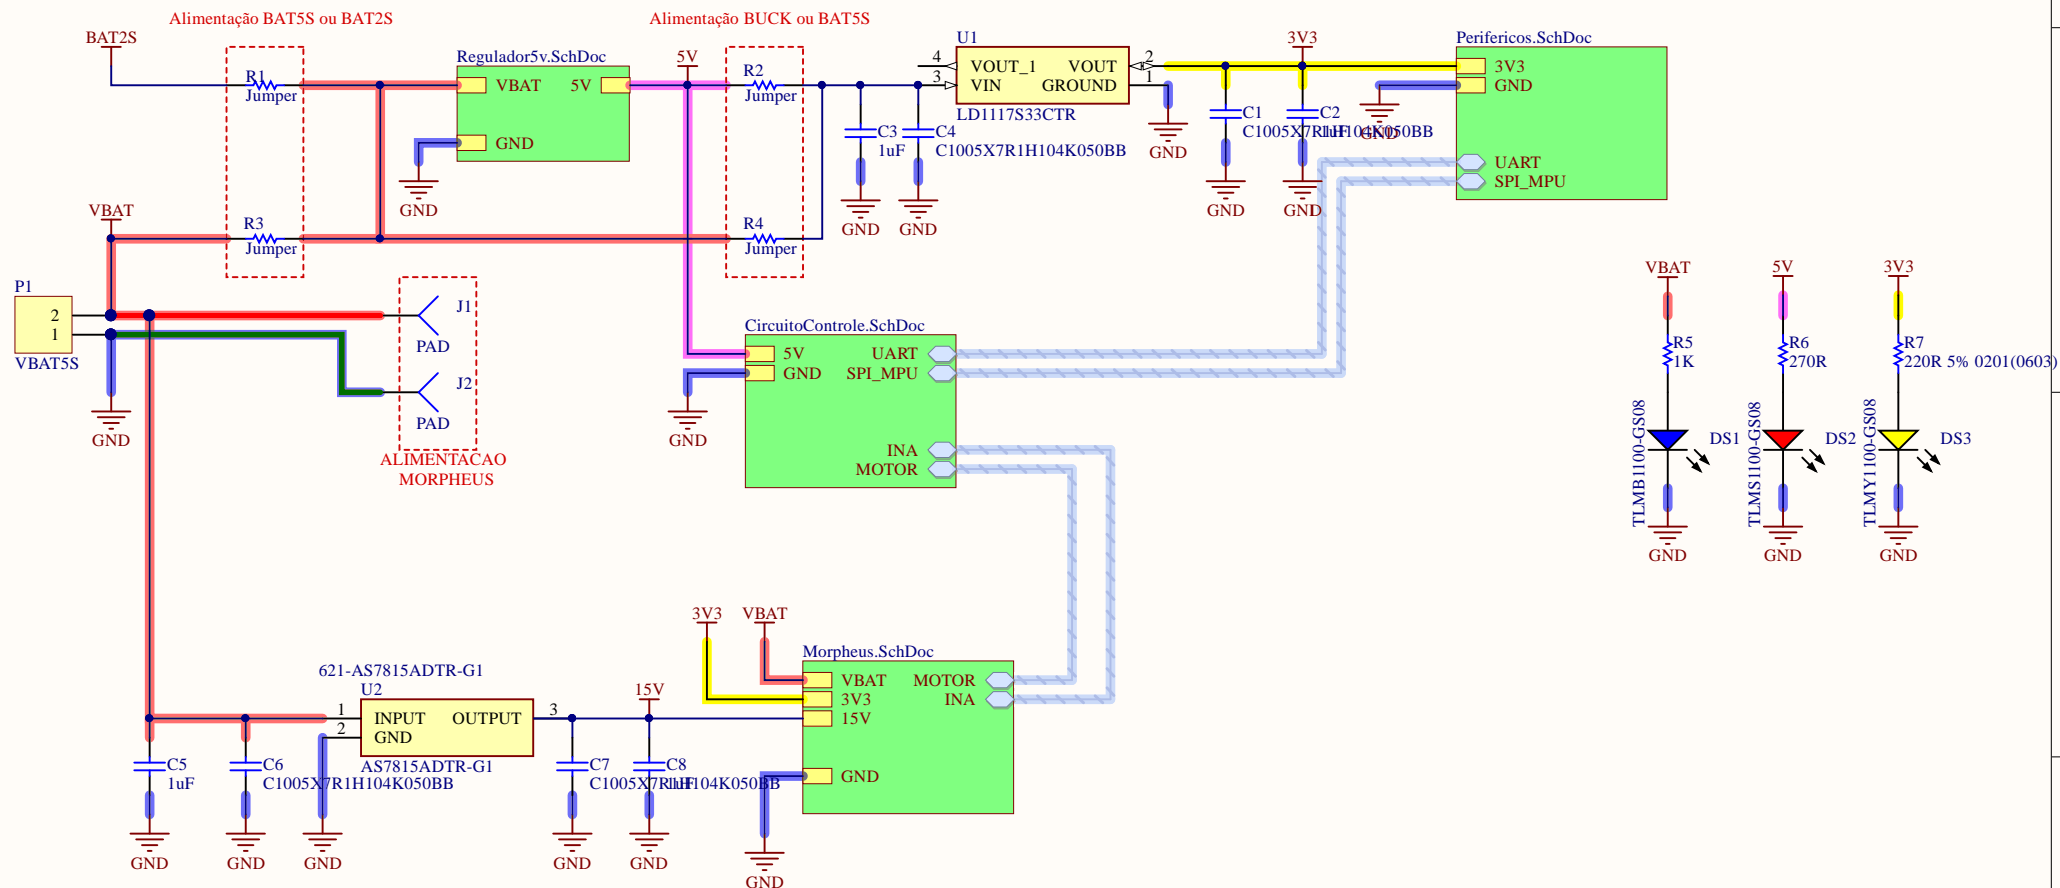 Alimentação BAT5S ou BAT2S
Alimentação BUCK ou BAT5S
BAT2S
R1
Jumper
Regulador5v.SchDoc
VBAT
5V
GND
GND
5V
R2
Jumper
U1
4
VOUT_1
VOUT
2
3
VIN
GROUND
1
LD1117S33CTR
C3
1uF
C4
C1005X7R1H104K050BB
GND
GND
GND
3V3
C1
C1005X7R1H104K050BB
C2
1uF
GND
GND
Perifericos.SchDoc
3V3
GND
GND
UART
SPI_MPU
VBAT
R3
Jumper
R4
Jumper
P1
2
1
VBAT5S
GND
J1
PAD
J2
PAD
ALIMENTACAO
MORPHEUS
CircuitoControle.SchDoc
5V
UART
GND
SPI_MPU
GND
INA
MOTOR
VBAT
R5
1K
TLMB1100-GS08
DS1
GND
5V
R6
270R
TLMS1100-GS08
DS2
GND
3V3
R7
220R 5% 0201(0603)
TLMY1100-GS08
DS3
GND
621-AS7815ADTR-G1
U2
1
INPUT
OUTPUT
3
2
GND
AS7815ADTR-G1
C5
1uF
GND
C6
C1005X7R1H104K050BB
GND
GND
15V
C7
C1005X7R1H104K050BB
C8
1uF
GND
GND
3V3
VBAT
Morpheus.SchDoc
VBAT
MOTOR
3V3
INA
15V
GND
GND